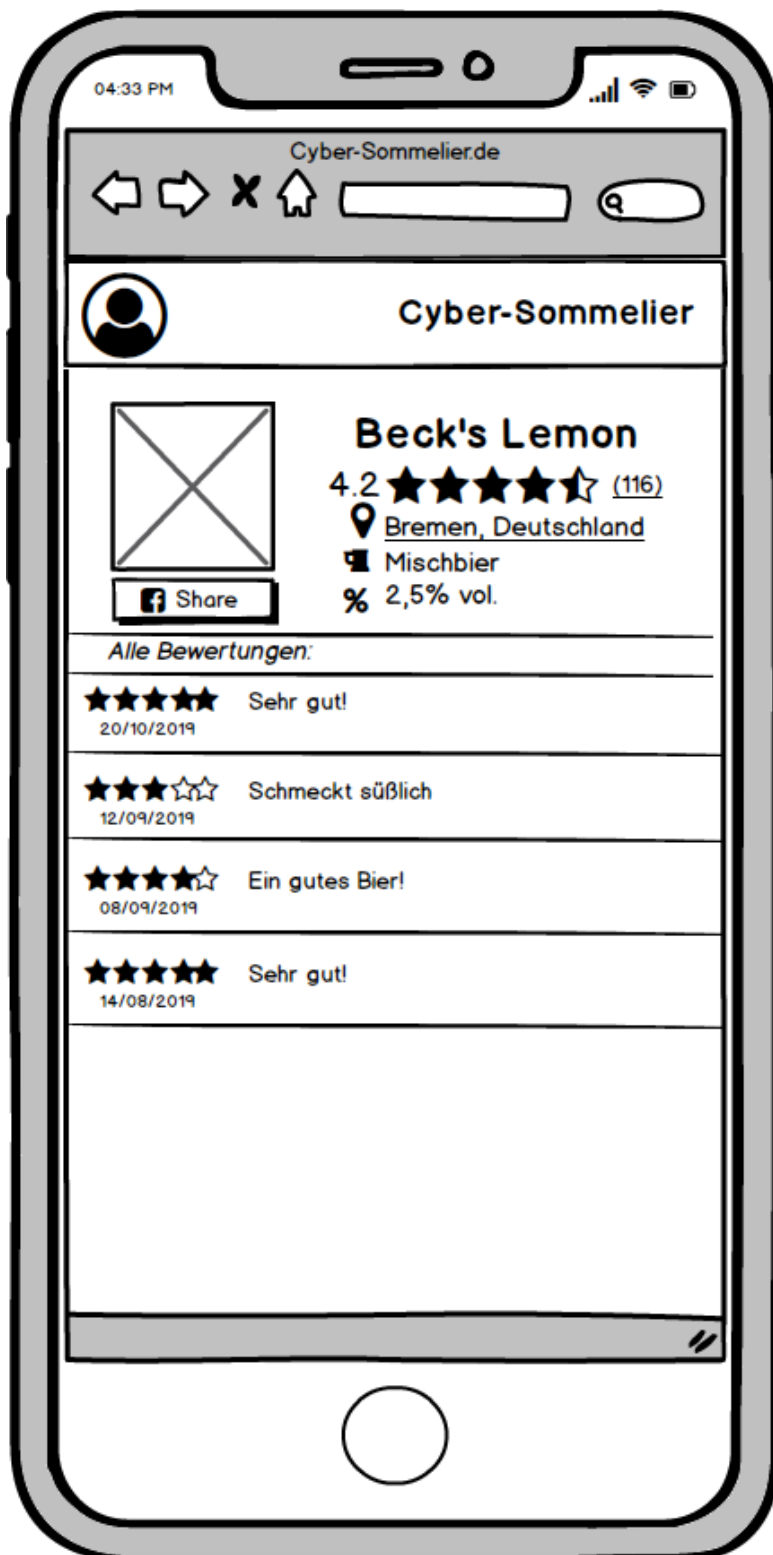 04:33 PM
Cyber-Sommelier.de
Cyber-Sommelier
Beck's Lemon
4.2 (116)
Bremen, Deutschland
Mischbier
% 2,5% vol.
Share
Alle Bewertungen:
Sehr gut!
20/10/2019
Schmeckt süßlich
12/09/2019
Ein gutes Bier!
08/09/2019
Sehr gut!
14/08/2019